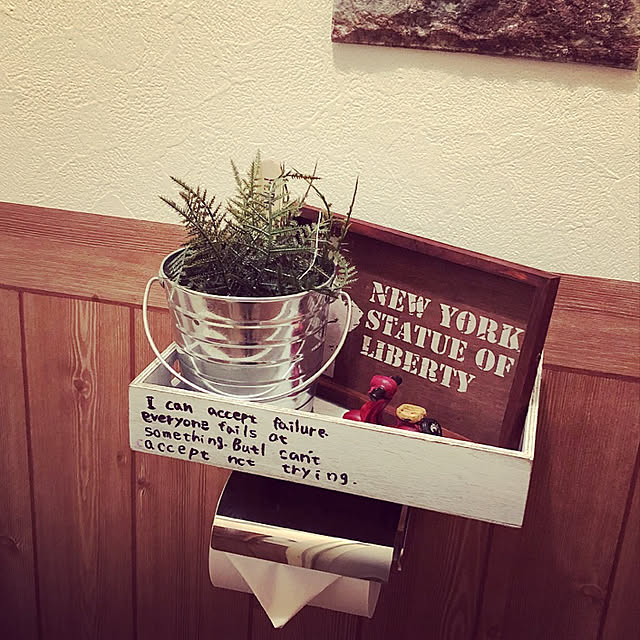 NEW YORK
STATUE OF
LIBERTY
I can accept failure.
everyone fails at
something. But I can't
accept not trying.